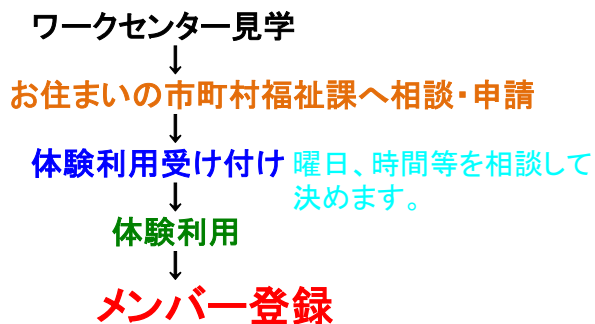 ワークセンター見学
↓
お住まいの市町村福祉課へ相談・申請
↓
体験利用受け付け 曜日、時間等を相談して
決めます。
↓
体験利用
↓
メンバー登録